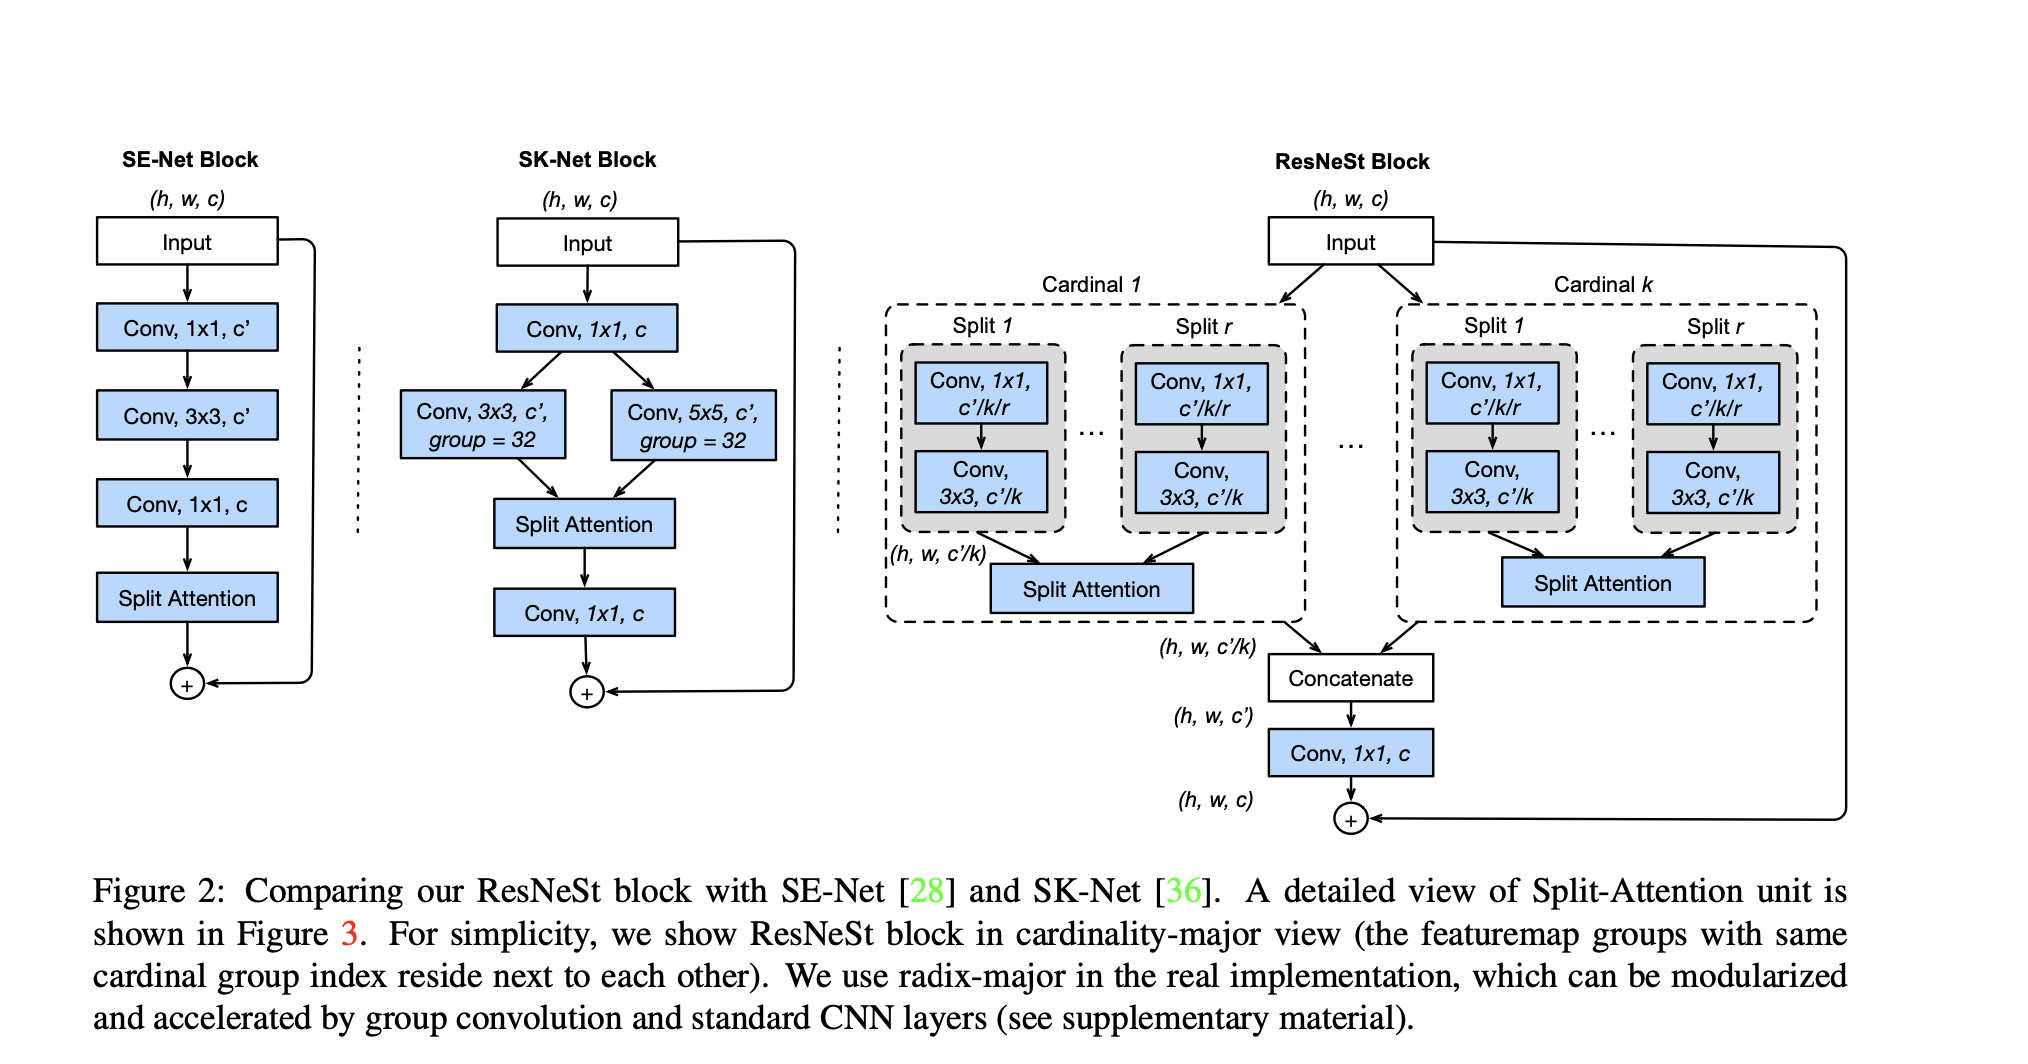 SE-Net Block
(h, w, c)
Input
Conv, 1x1, c’
Conv, 3x3, c’
Conv, 1x1, c
Split Attention
+
SK-Net Block
(h, w, c)
Input
Conv, 1x1, c
Conv, 3x3, c’,
group = 32
Conv, 5x5, c’,
group = 32
Split Attention
Conv, 1x1, c
+
ResNeSt Block
(h, w, c)
Input
Cardinal 1
Split 1
Conv, 1x1,
c’/k/r
Conv,
3x3, c’/k
...
Split r
Conv, 1x1,
c’/k/r
Conv,
3x3, c’/k
(h, w, c’/k)
Split Attention
...
Cardinal k
Split 1
Conv, 1x1,
c’/k/r
Conv,
3x3, c’/k
...
Split r
Conv, 1x1,
c’/k/r
Conv,
3x3, c’/k
Split Attention
(h, w, c’/k)
Concatenate
(h, w, c’)
Conv, 1x1, c
(h, w, c)
+
Figure 2: Comparing our ResNeSt block with SE-Net [28] and SK-Net [36]. A detailed view of Split-Attention unit is
shown in Figure 3. For simplicity, we show ResNeSt block in cardinality-major view (the featuremap groups with same
cardinal group index reside next to each other). We use radix-major in the real implementation, which can be modularized
and accelerated by group convolution and standard CNN layers (see supplementary material).